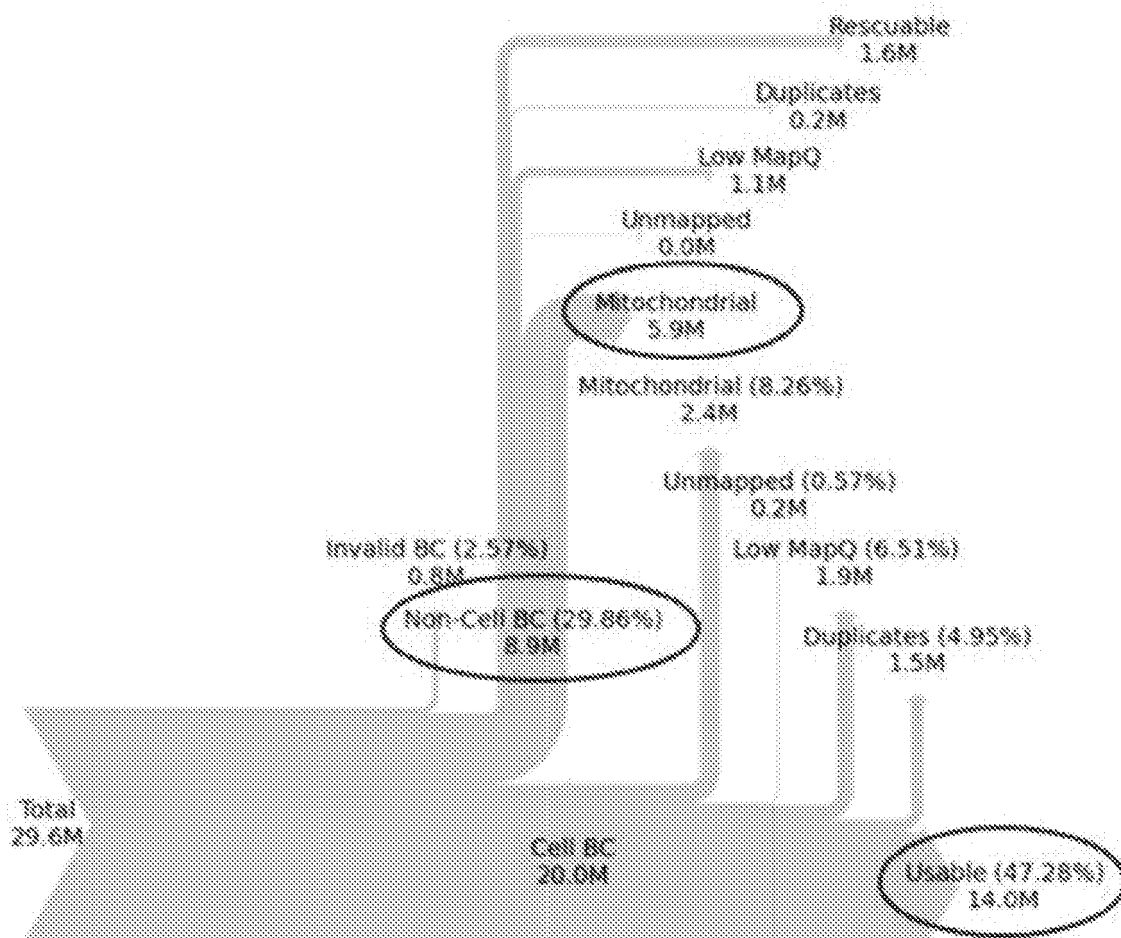 Rescuable
1.6M
Duplicates
0.2M
Low MapQ
1.1M
Unmapped
0.0M
Mitochondrial
5.9M
Mitochondrial (8.26%)
2.4M
Unmapped (0.57%)
0.2M
Invalid BC (2.57%)
0.8M
Low MapQ (6.51%)
1.9M
Non-Cell BC (29.86%)
8.9M
Duplicates (4.95%)
1.5M
Total
29.6M
Cell BC
20.0M
Usable (47.28%)
14.0M